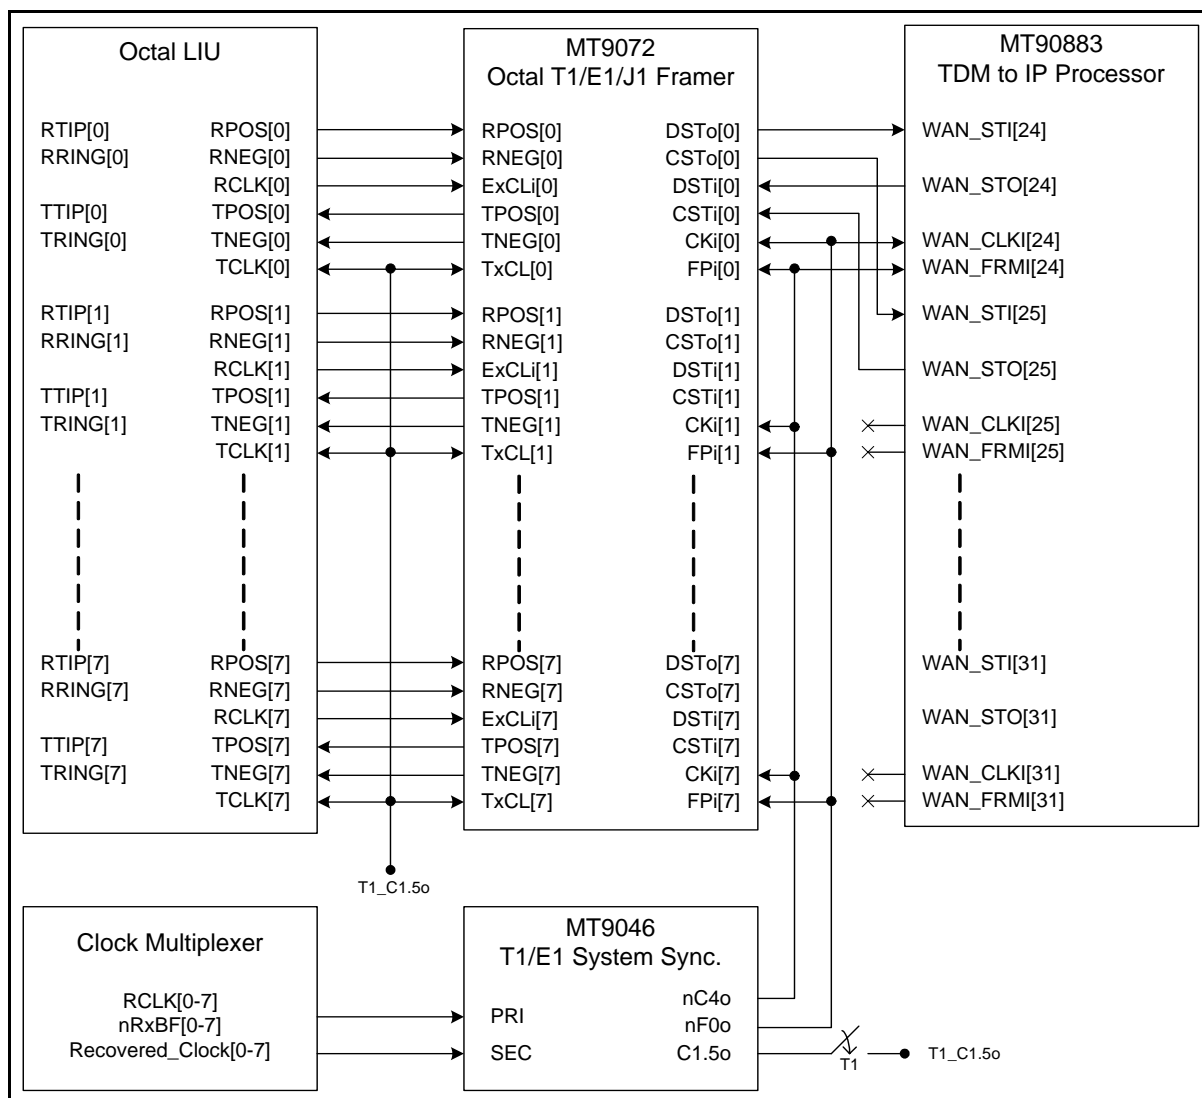 Octal LIU
MT9072
Octal T1/E1/J1 Framer
MT90883
TDM to IP Processor
RTIP[0] RPOS[0] RPOS[0] DSTo[0] WAN_STI[24]
RRING[0] RNEG[0] RNEG[0] CSTo[0]
RCLK[0] ExCLi[0] DSTi[0] WAN_STO[24]
TTIP[0] TPOS[0] TPOS[0] CSTi[0]
TRING[0] TNEG[0] TNEG[0] CKi[0] WAN_CLKI[24]
TCLK[0] TxCL[0] FPi[0] WAN_FRMI[24]
RTIP[1] RPOS[1] RPOS[1] DSTo[1] WAN_STI[25]
RRING[1] RNEG[1] RNEG[1] CSTo[1]
RCLK[1] ExCLi[1] DSTi[1] WAN_STO[25]
TTIP[1] TPOS[1] TPOS[1] CSTi[1]
TRING[1] TNEG[1] TNEG[1] CKi[1] WAN_CLKI[25]
TCLK[1] TxCL[1] FPi[1] WAN_FRMI[25]
RTIP[7] RPOS[7] RPOS[7] DSTo[7] WAN_STI[31]
RRING[7] RNEG[7] RNEG[7] CSTo[7]
RCLK[7] ExCLi[7] DSTi[7] WAN_STO[31]
TTIP[7] TPOS[7] TPOS[7] CSTi[7]
TRING[7] TNEG[7] TNEG[7] CKi[7] WAN_CLKI[31]
TCLK[7] TxCL[7] FPi[7] WAN_FRMI[31]
T1_C1.5o
Clock Multiplexer
RCLK[0-7]
nRxBF[0-7]
Recovered_Clock[0-7]
MT9046
T1/E1 System Sync.
PRI
SEC
nC4o
nF0o
C1.5o
T1
T1_C1.5o